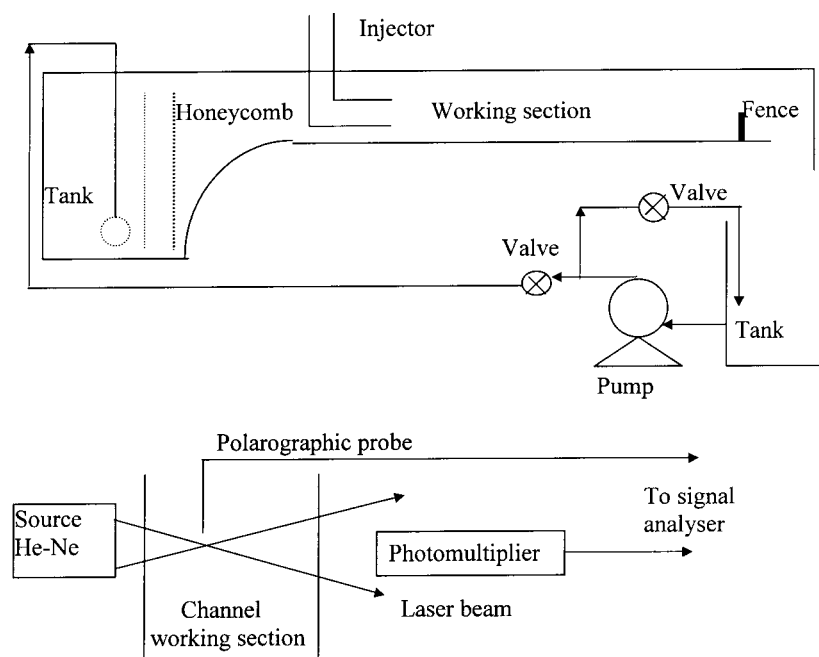 Injector
Honeycomb
Working section
Fence
Tank
Valve
Valve
Tank
Pump
Polarographic probe
To signal
analyser
Source
He-Ne
Photomultiplier
Laser beam
Channel
working section